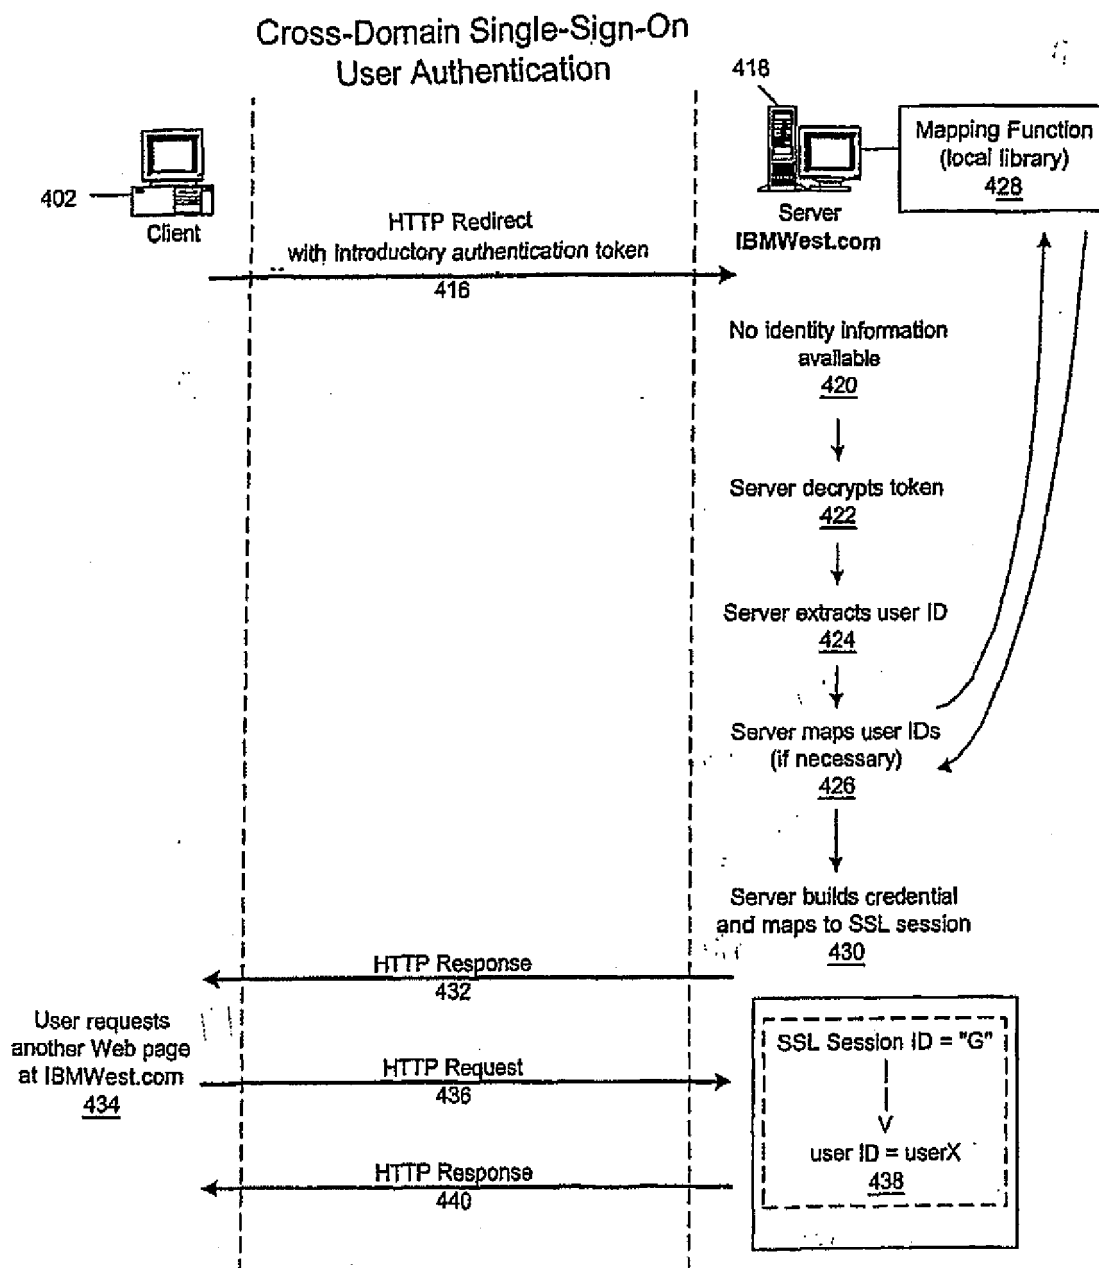 Cross-Domain Single-Sign-On
User Authentication
418
Mapping Function
(local library)
428
402
Client
Server
IBMWest.com
HTTP Redirect
with introductory authentication token
416
No identity information
available
420
Server decrypts token
422
Server extracts user ID
424
Server maps user IDs
(if necessary)
426
Server builds credential
and maps to SSL session
430
HTTP Response
432
User requests
another Web page
at IBMWest.com
434
HTTP Request
436
SSL Session ID = "G"
user ID = userX
438
HTTP Response
440